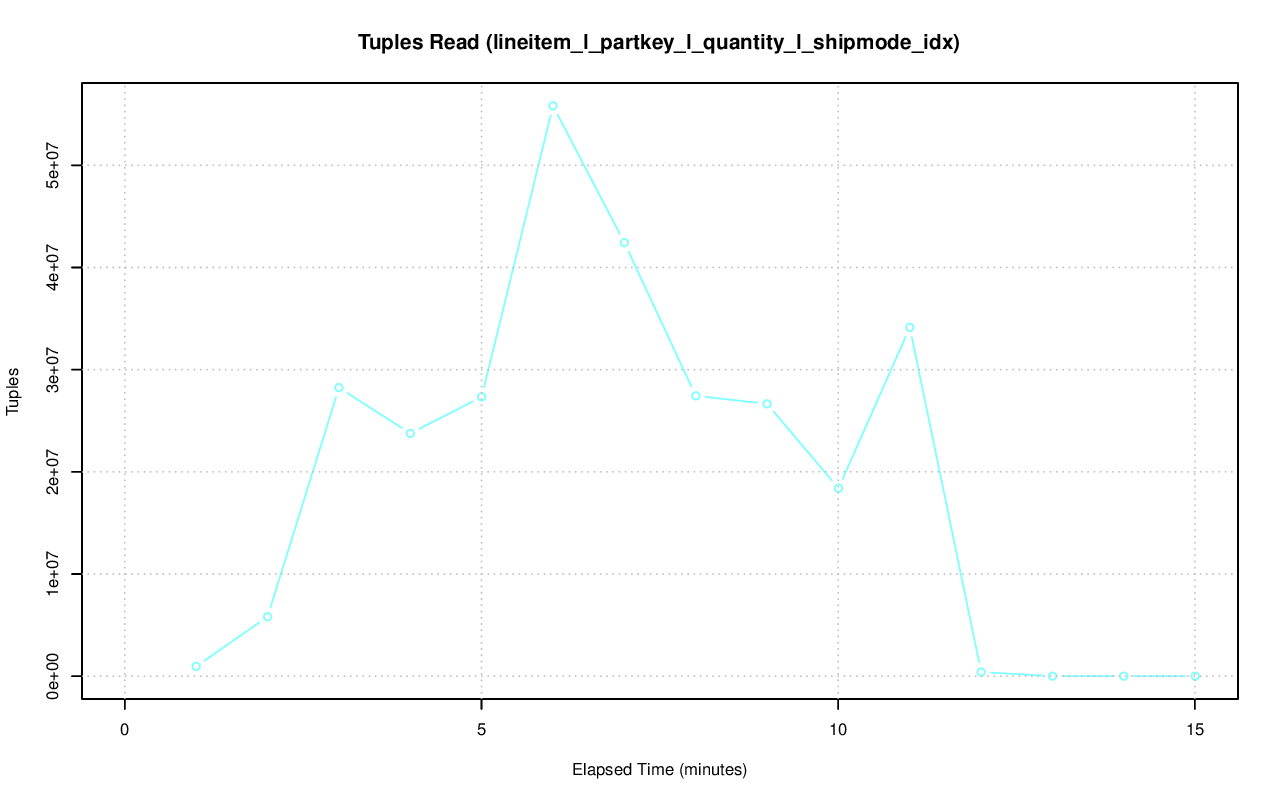 Tuples Read (lineitem_l_partkey_l_quantity_l_shipmode_idx)
Tuples
5e+07
4e+07
3e+07
2e+07
1e+07
0e+00
0 5 10 15
Elapsed Time (minutes)